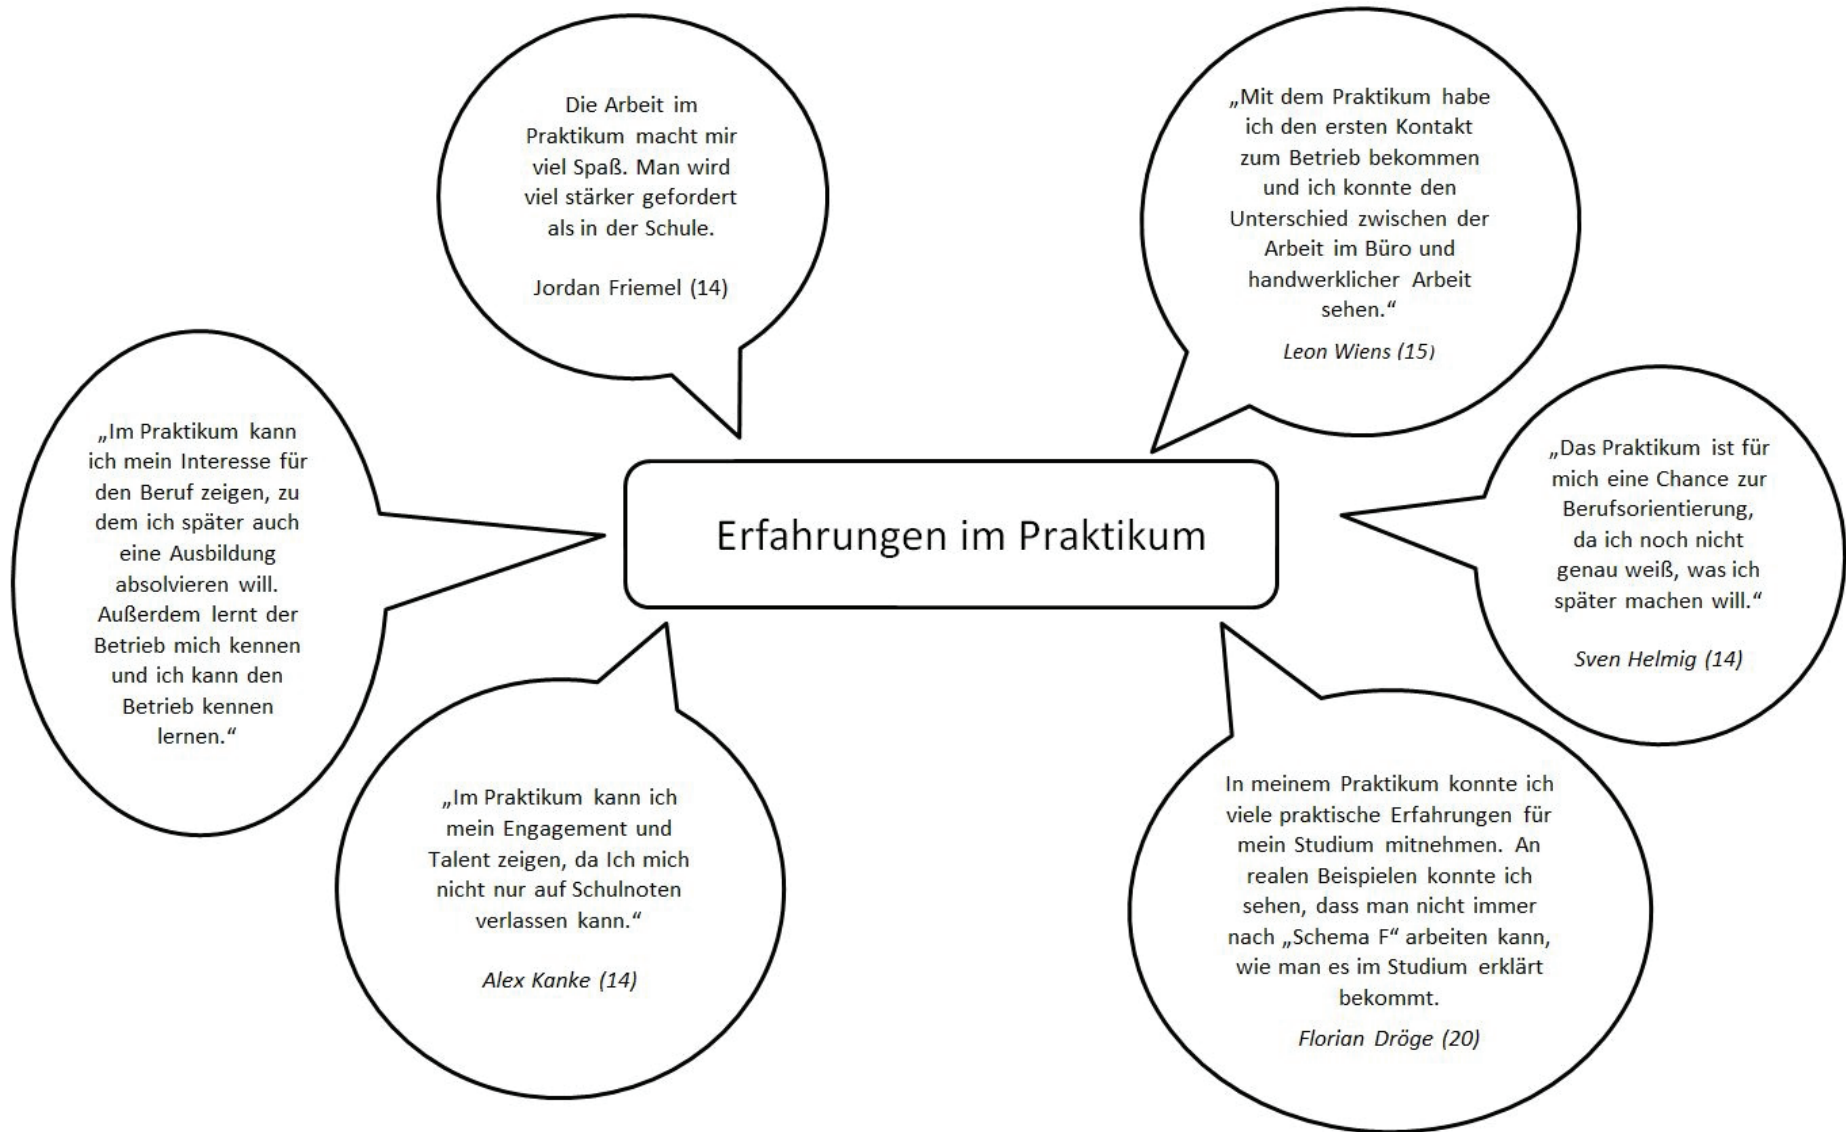 Die Arbeit im
Praktikum macht mir
viel Spaß. Man wird
viel stärker gefordert
als in der Schule.
Jordan Friemel (14)
„Mit dem Praktikum habe
ich den ersten Kontakt
zum Betrieb bekommen
und ich konnte den
Unterschied zwischen der
Arbeit im Büro und
handwerklicher Arbeit
sehen.“
Leon Wiens (15)
„Im Praktikum kann
ich mein Interesse für
den Beruf zeigen, zu
dem ich später auch
eine Ausbildung
absolvieren will.
Außerdem lernt der
Betrieb mich kennen
und ich kann den
Betrieb kennen
lernen.“
Erfahrungen im Praktikum
„Das Praktikum ist für
mich eine Chance zur
Berufsorientierung,
da ich noch nicht
genau weiß, was ich
später machen will.“
Sven Helmig (14)
„Im Praktikum kann ich
mein Engagement und
Talent zeigen, da Ich mich
nicht nur auf Schulnoten
verlassen kann.“
Alex Kanke (14)
In meinem Praktikum konnte ich
viele praktische Erfahrungen für
mein Studium mitnehmen. An
realen Beispielen konnte ich
sehen, dass man nicht immer
nach „Schema F“ arbeiten kann,
wie man es im Studium erklärt
bekommt.
Florian Dröge (20)